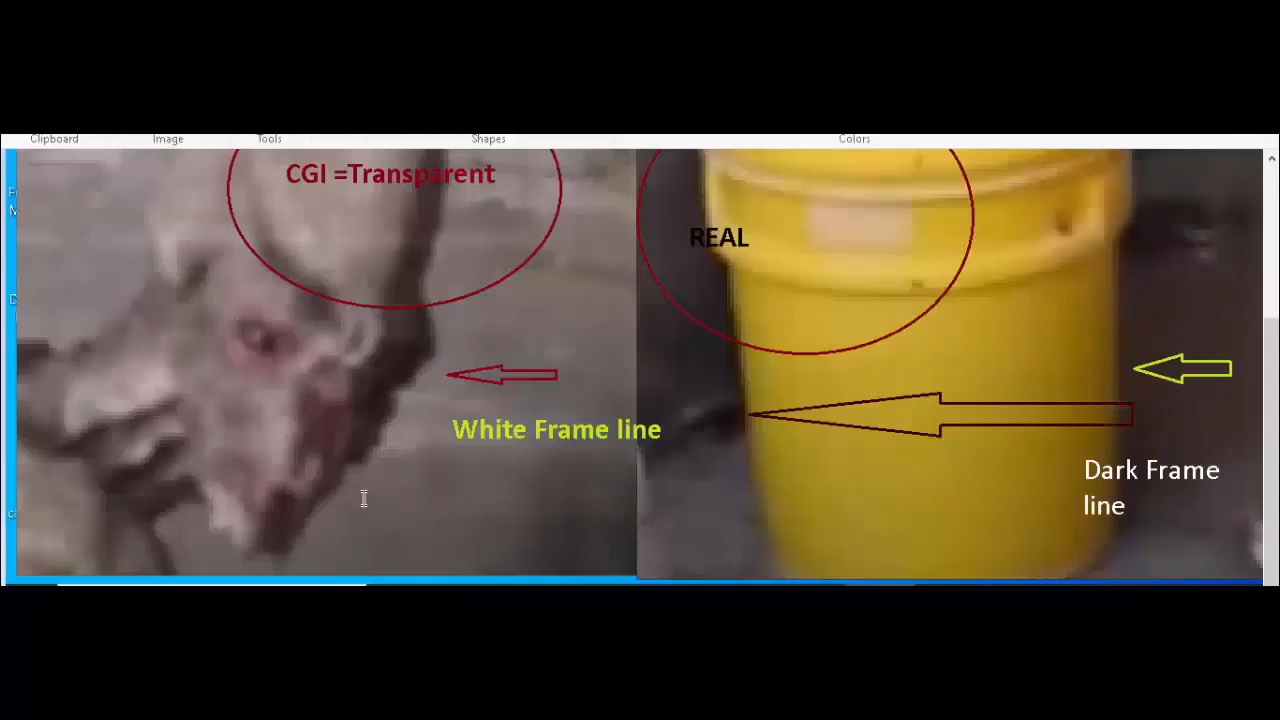 Clipboard
Image
Tools
Shapes
Colors
CGI =Transparent
REAL
White Frame line
Dark Frame
line